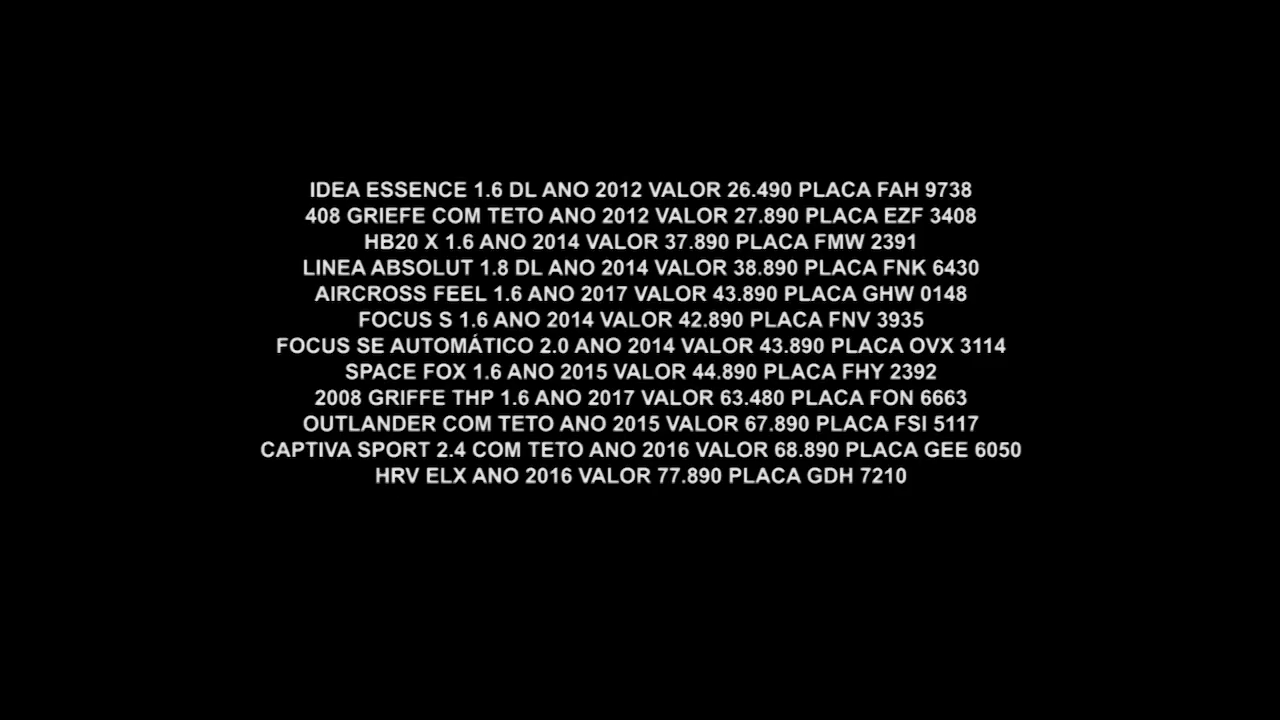 IDEA ESSENCE 1.6 DL ANO 2012 VALOR 26.490 PLACA FAH 9738
408 GRIEFE COM TETO ANO 2012 VALOR 27.890 PLACA EZF 3408
HB20 X 1.6 ANO 2014 VALOR 37.890 PLACA FMW 2391
LINEA ABSOLUT 1.8 DL ANO 2014 VALOR 38.890 PLACA FNK 6430
AIRCROSS FEEL 1.6 ANO 2017 VALOR 43.890 PLACA GHW 0148
FOCUS S 1.6 ANO 2014 VALOR 42.890 PLACA FNV 3935
FOCUS SE AUTOMÁTICO 2.0 ANO 2014 VALOR 43.890 PLACA OVX 3114
SPACE FOX 1.6 ANO 2015 VALOR 44.890 PLACA FHY 2392
2008 GRIFFE THP 1.6 ANO 2017 VALOR 63.480 PLACA FON 6663
OUTLANDER COM TETO ANO 2015 VALOR 67.890 PLACA FSI 5117
CAPTIVA SPORT 2.4 COM TETO ANO 2016 VALOR 68.890 PLACA GEE 6050
HRV ELX ANO 2016 VALOR 77.890 PLACA GDH 7210